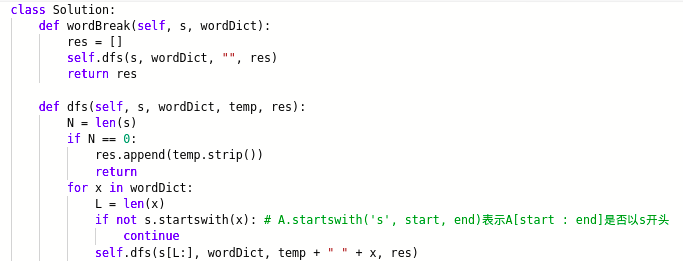 class Solution:
    def wordBreak(self, s, wordDict):
        res = []
        self.dfs(s, wordDict, "", res)
        return res

    def dfs(self, s, wordDict, temp, res):
        N = len(s)
        if N == 0:
            res.append(temp.strip())
            return
        for x in wordDict:
            L = len(x)
            if not s.startswith(x): # A.startswith('s', start, end)表示A[start : end]是否以s开头
                continue
            self.dfs(s[L:], wordDict, temp + " " + x, res)